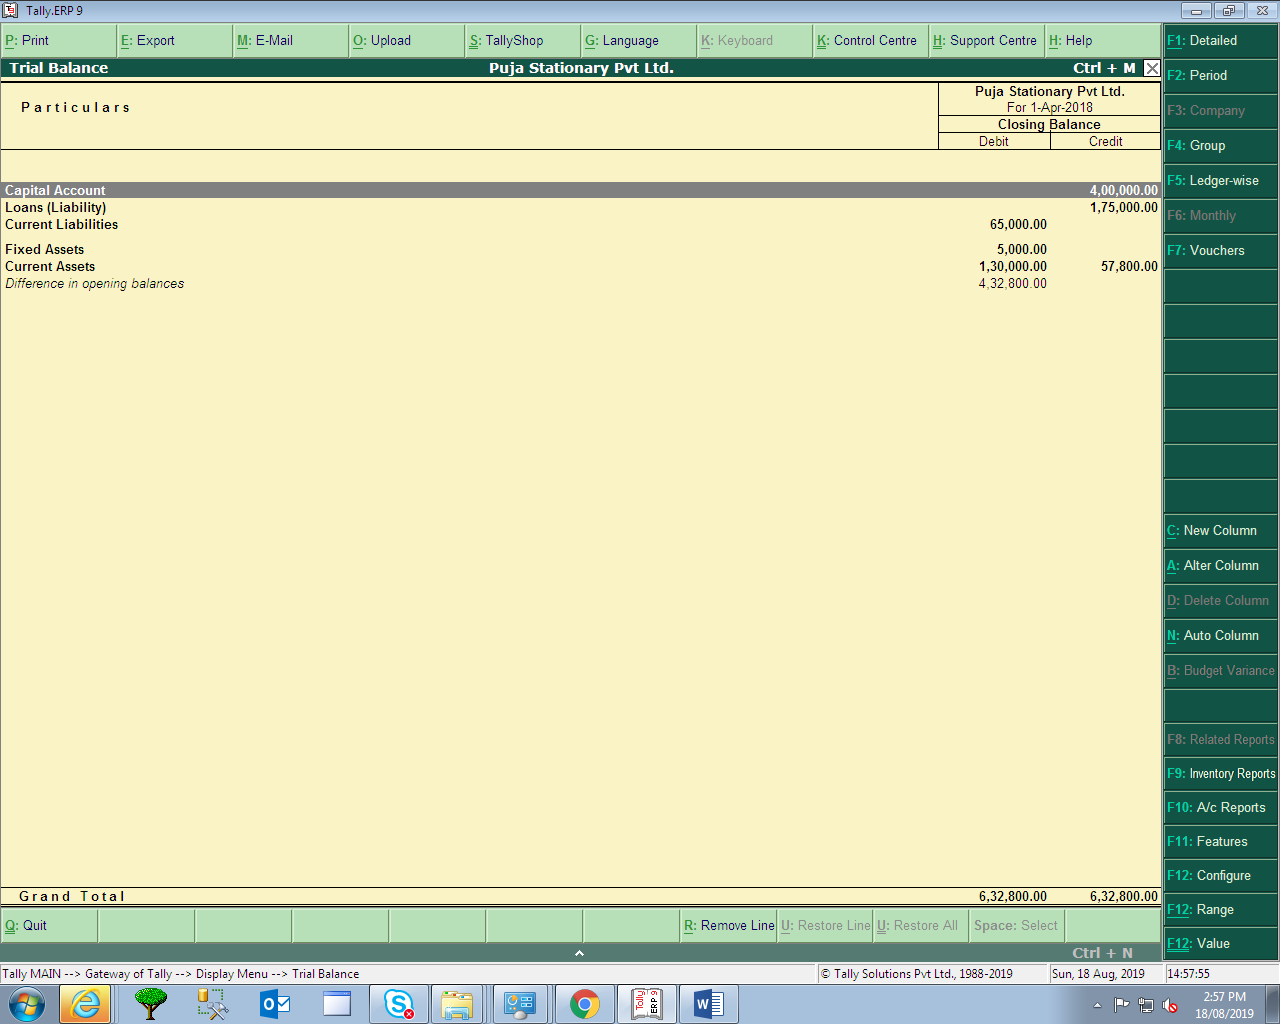 Tally.ERP 9
P: Print E: Export M: E-Mail O: Upload S: TallyShop G: Language K: Keyboard K: Control Centre H: Support Centre H: Help
Trial Balance Puja Stationary Pvt Ltd. Ctrl + M
Particulars
Puja Stationary Pvt Ltd.
For 1-Apr-2018
Closing Balance
Debit Credit
Capital Account 4,00,000.00
Loans (Liability) 1,75,000.00
Current Liabilities 65,000.00
Fixed Assets 5,000.00
Current Assets 1,30,000.00 57,800.00
Difference in opening balances 4,32,800.00
Grand Total 6,32,800.00 6,32,800.00
F1: Detailed
F2: Period
F3: Company
F4: Group
F5: Ledger-wise
F6: Monthly
F7: Vouchers
C: New Column
A: Alter Column
D: Delete Column
N: Auto Column
B: Budget Variance
F8: Related Reports
F9: Inventory Reports
F10: A/c Reports
F11: Features
F12: Configure
F12: Range
F12: Value
Q: Quit R: Remove Line U: Restore Line U: Restore All Space: Select
Ctrl + N
Tally MAIN --> Gateway of Tally --> Display Menu --> Trial Balance © Tally Solutions Pvt Ltd., 1988-2019 Sun, 18 Aug, 2019 14:57:55
Tally ERP 9
2:57 PM
18/08/2019